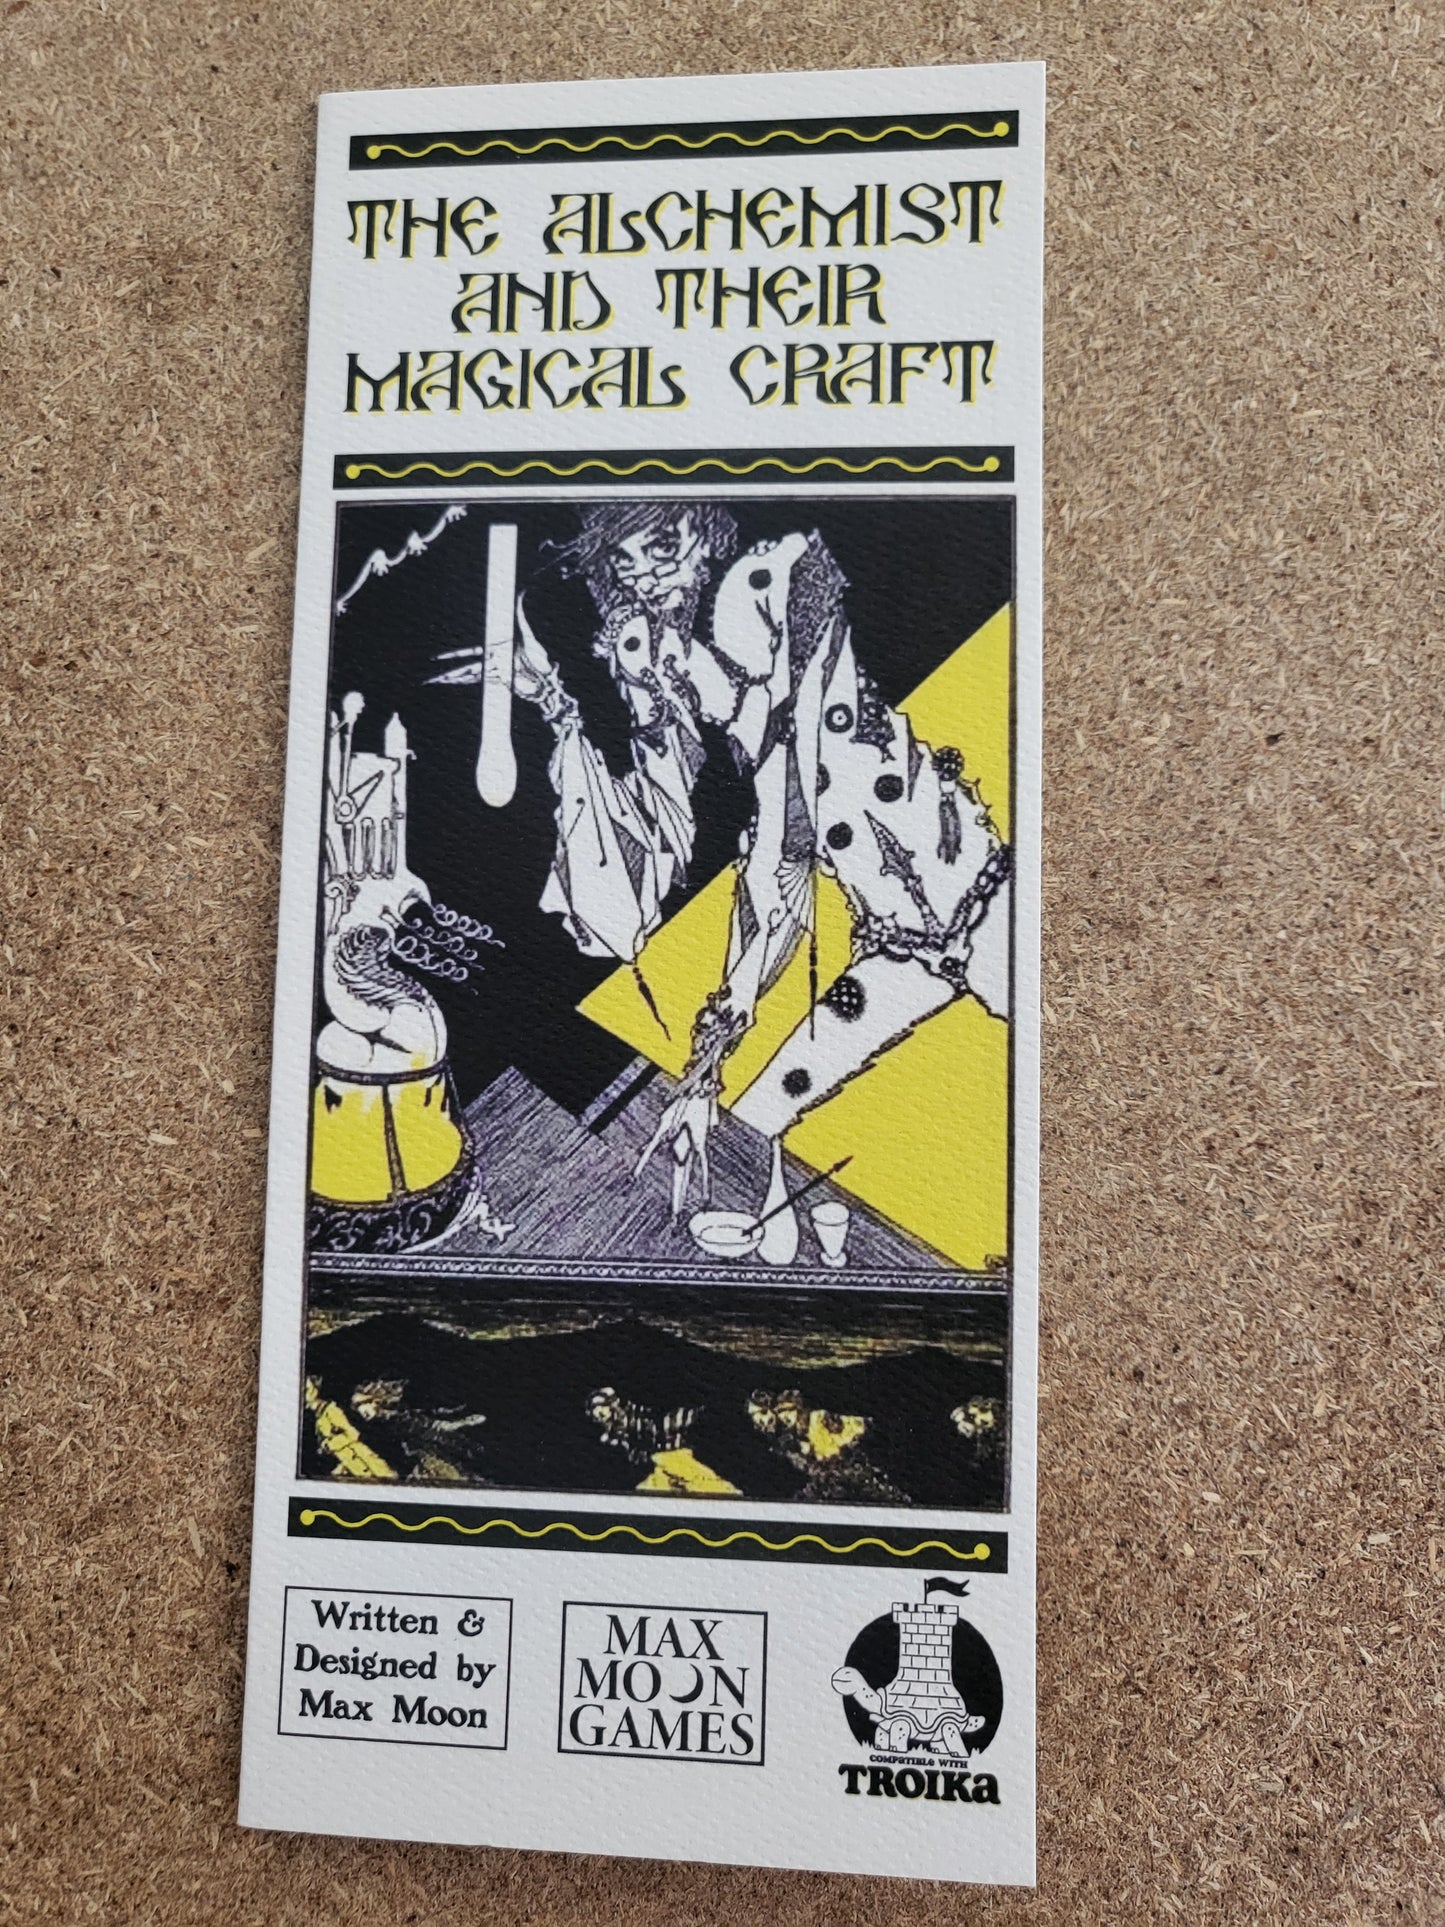 THE ALCHEMIST
AND THEIR
MAGICAL CRAFT
Written &
Designed by
Max Moon
MAX
MOON
GAMES
COMPATIBLE WITH
TROIKA